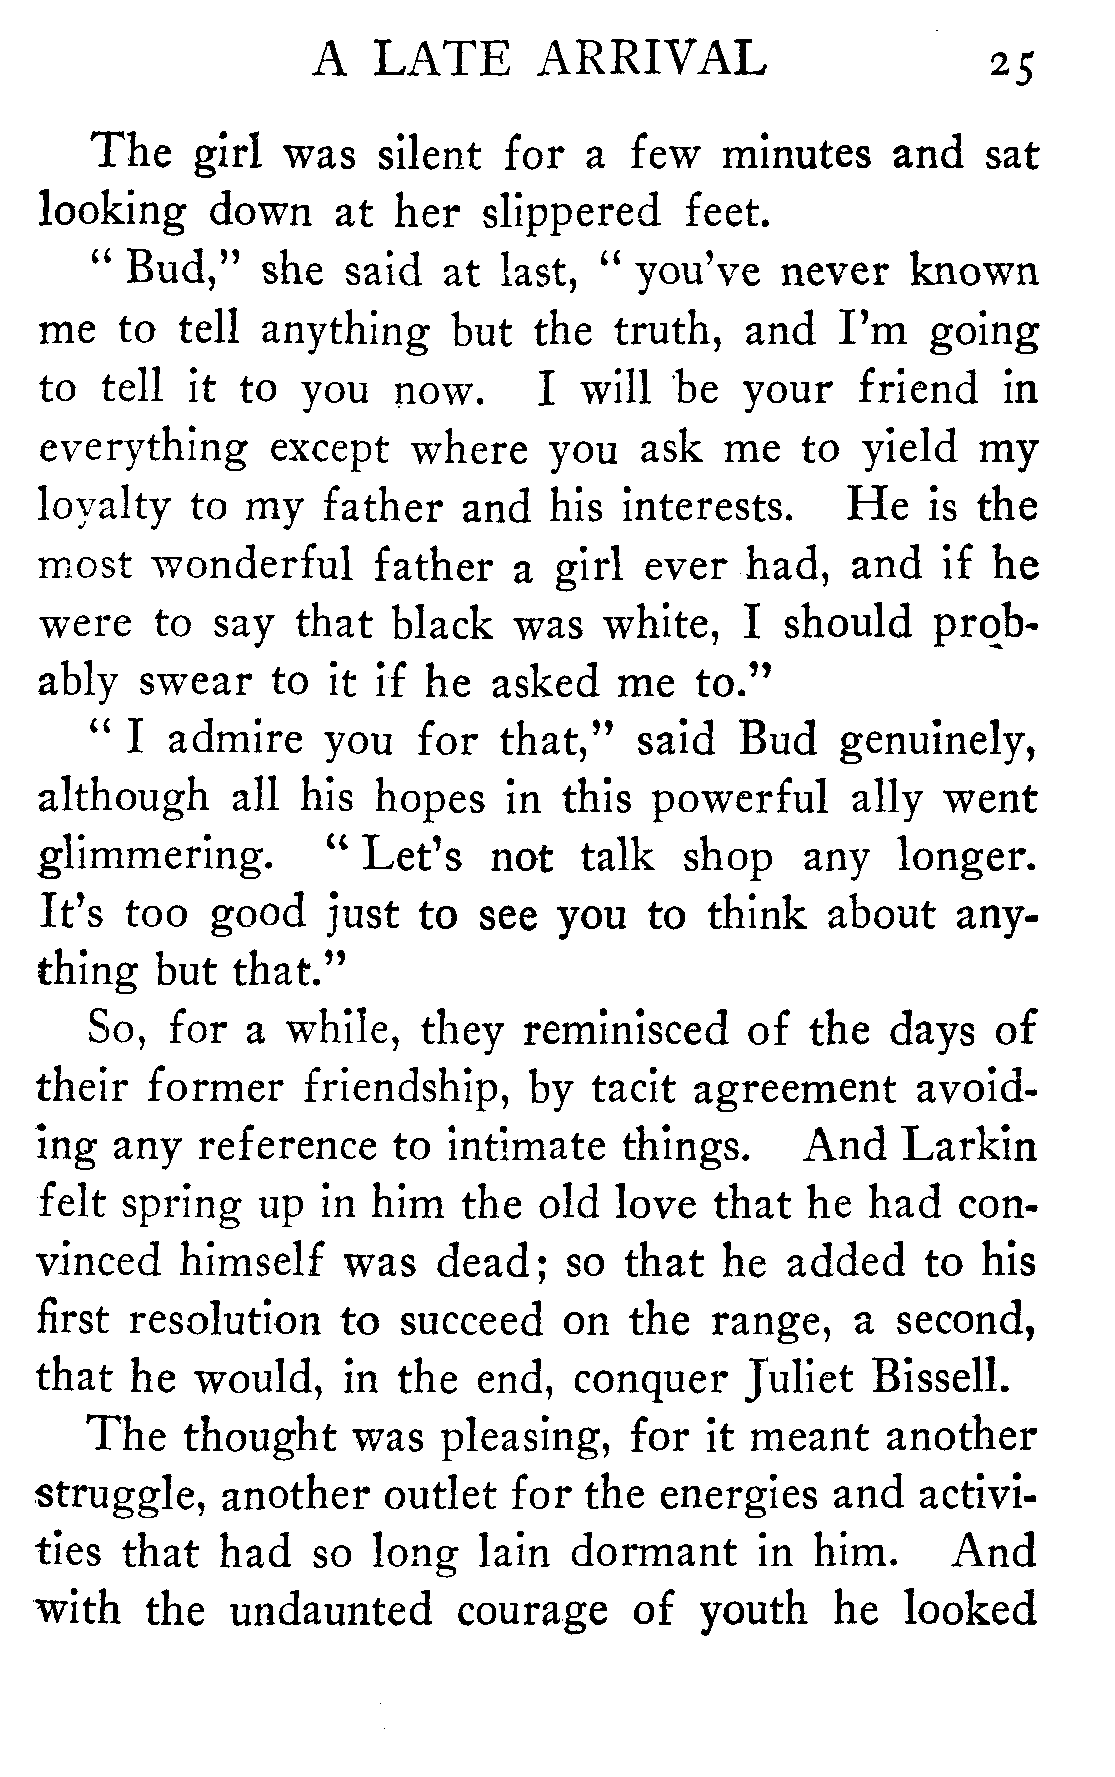 A LATE ARRIVAL 25
The girl was silent for a few minutes and sat
looking down at her slippered feet.
" Bud," she said at last, " you've never known
me to tell anything but the truth, and I'm going
to tell it to you now. I will be your friend in
everything except where you ask me to yield my
loyalty to my father and his interests. He is the
most wonderful father a girl ever had, and if he
were to say that black was white, I should prob-
ably swear to it if he asked me to."
" I admire you for that," said Bud genuinely,
although all his hopes in this powerful ally went
glimmering. " Let's not talk shop any longer.
It's too good just to see you to think about any-
thing but that."
So, for a while, they reminisced of the days of
their former friendship, by tacit agreement avoid-
ing any reference to intimate things. And Larkin
felt spring up in him the old love that he had con-
vinced himself was dead; so that he added to his
first resolution to succeed on the range, a second,
that he would, in the end, conquer Juliet Bissell.
The thought was pleasing, for it meant another
struggle, another outlet for the energies and activi-
ties that had so long lain dormant in him. And
with the undaunted courage of youth he looked